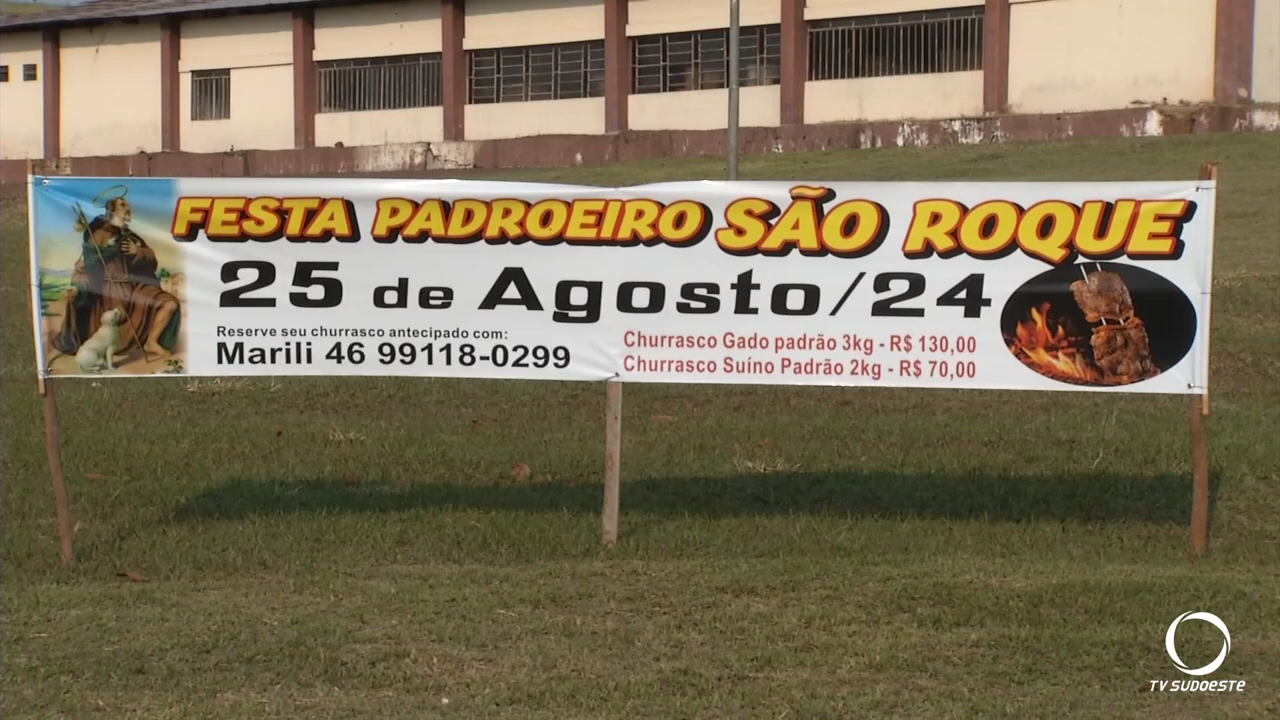 FESTA PADROEIRO SÃO ROQUE
25 de Agosto/24
Reserve seu churrasco antecipado com:
Marili 46 99118-0299
Churrasco Gado padrão 3kg - R$ 130,00
Churrasco Suíno Padrão 2kg - R$ 70,00
TV SUDOESTE